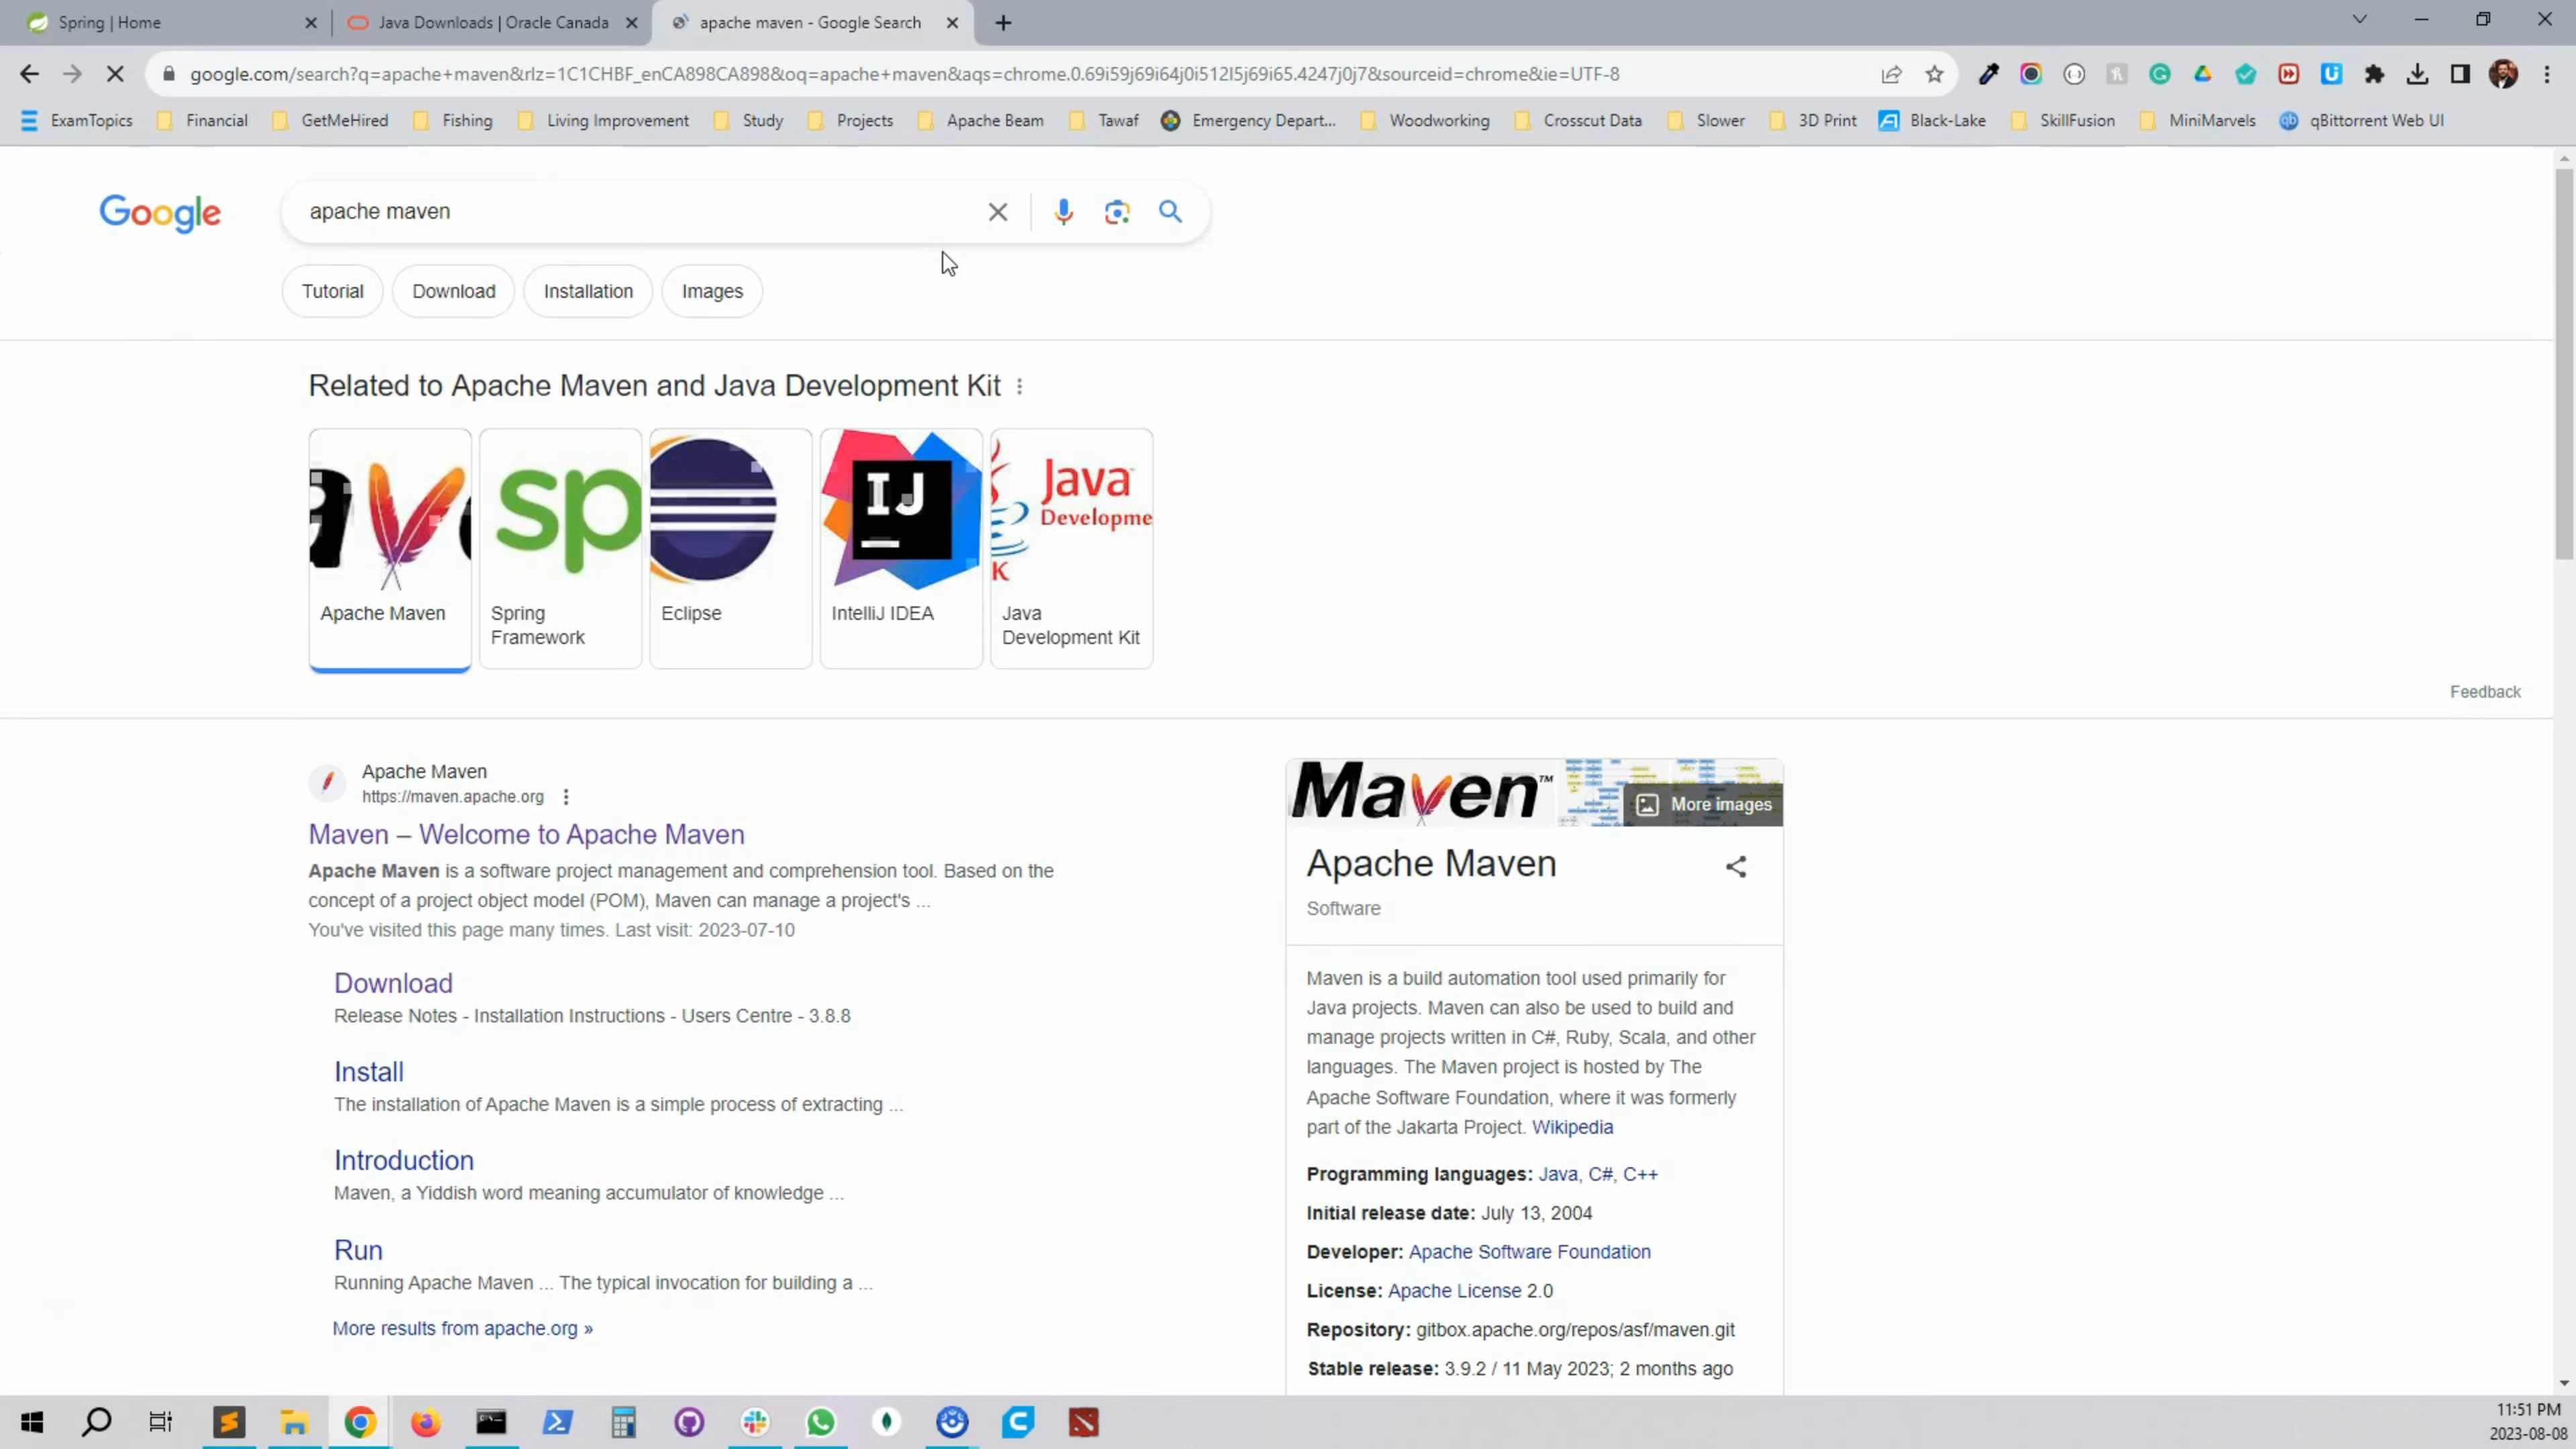 Spring | Home
Java Downloads | Oracle Canada
apache maven - Google Search
google.com/search?q=apache+maven&rlz=1C1CHBF_enCA898CA898&oq=apache+maven&aqs=chrome.0.69i59j69i64j0i512l5j69i65.4247j0j7&sourceid=chrome&ie=UTF-8
ExamTopics Financial GetMeHired Fishing Living Improvement Study Projects Apache Beam Tawaf Emergency Depart... Woodworking Crosscut Data Slower 3D Print Black-Lake SkillFusion MiniMarvels qBittorrent Web UI
Google
apache maven
Tutorial Download Installation Images
Related to Apache Maven and Java Development Kit
sp
IJ
Java
Developme
K
Apache Maven
Spring
Framework
Eclipse
IntelliJ IDEA
Java
Development Kit
Feedback
Apache Maven
https://maven.apache.org
Maven – Welcome to Apache Maven
Apache Maven is a software project management and comprehension tool. Based on the
concept of a project object model (POM), Maven can manage a project's ...
You've visited this page many times. Last visit: 2023-07-10
Download
Release Notes - Installation Instructions - Users Centre - 3.8.8
Install
The installation of Apache Maven is a simple process of extracting ...
Introduction
Maven, a Yiddish word meaning accumulator of knowledge ...
Run
Running Apache Maven ... The typical invocation for building a ...
More results from apache.org »
Maven™
More images
Apache Maven
Software
Maven is a build automation tool used primarily for
Java projects. Maven can also be used to build and
manage projects written in C#, Ruby, Scala, and other
languages. The Maven project is hosted by The
Apache Software Foundation, where it was formerly
part of the Jakarta Project. Wikipedia
Programming languages: Java, C#, C++
Initial release date: July 13, 2004
Developer: Apache Software Foundation
License: Apache License 2.0
Repository: gitbox.apache.org/repos/asf/maven.git
Stable release: 3.9.2 / 11 May 2023; 2 months ago
11:51 PM
2023-08-08